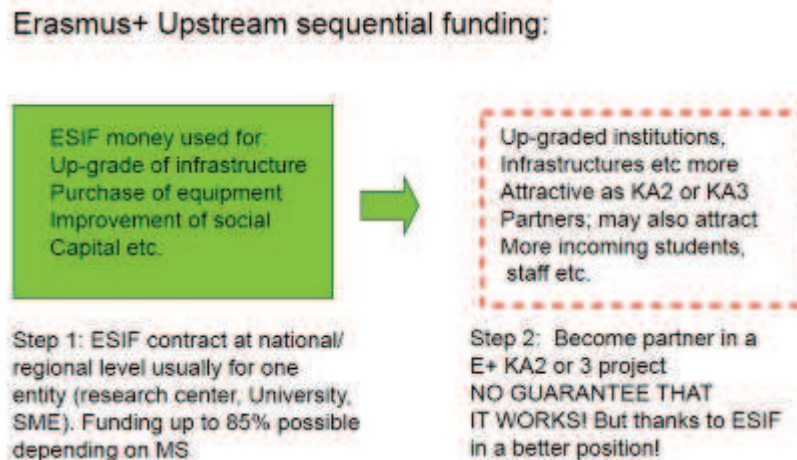 Erasmus+ Upstream sequential funding:
ESIF money used for
Up-grade of infrastructure
Purchase of equipment
Improvement of social
Capital etc.
Up-graded institutions,
Infrastructures etc more
Attractive as KA2 or KA3
Partners; may also attract
More incoming students,
staff etc.
Step 1: ESIF contract at national/
regional level usually for one
entity (research center, University,
SME). Funding up to 85% possible
depending on MS
Step 2: Become partner in a
E+ KA2 or 3 project
NO GUARANTEE THAT
IT WORKS! But thanks to ESIF
in a better position!